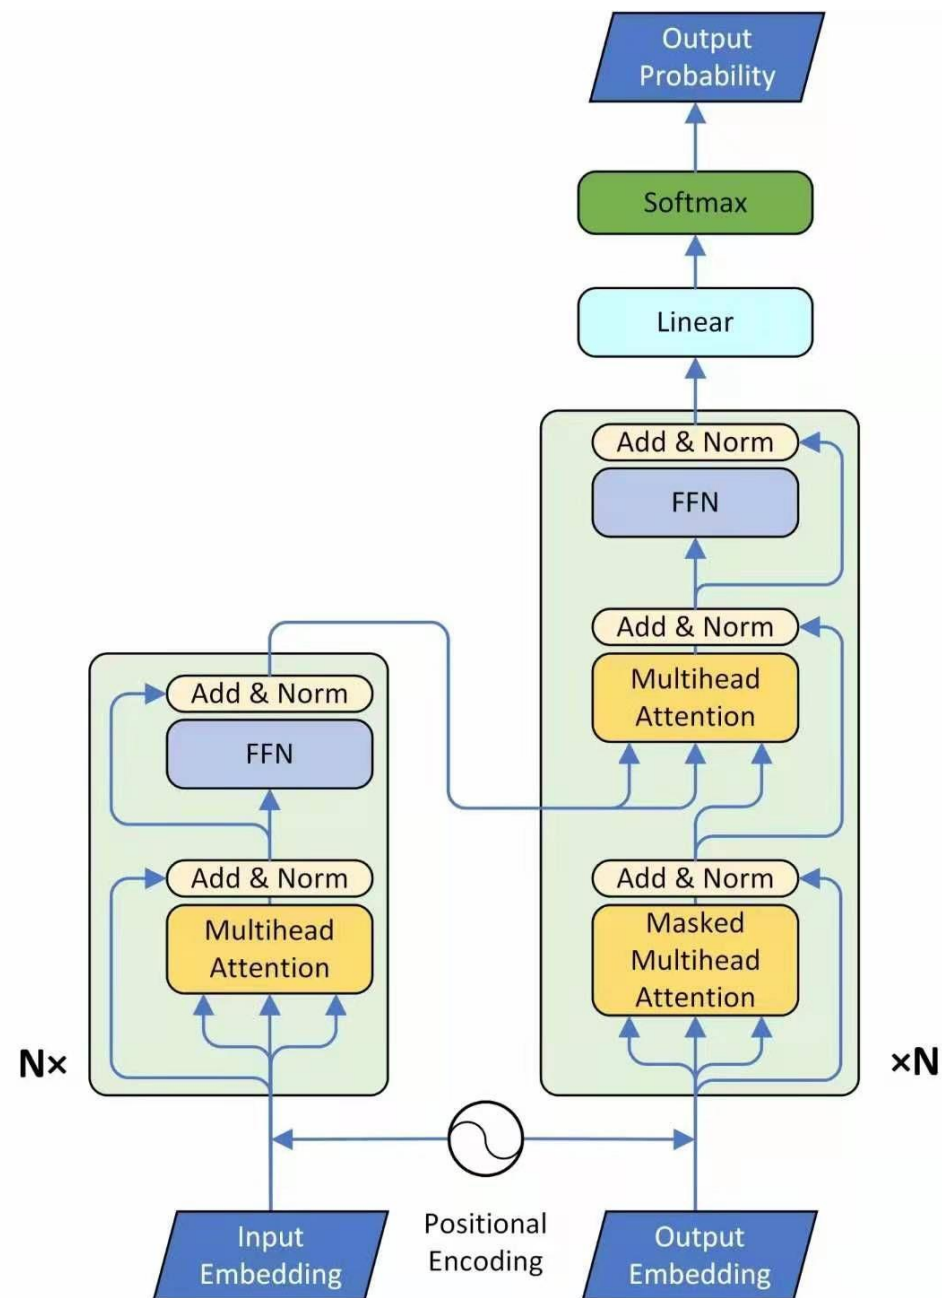 Output
Probability
Softmax
Linear
Add & Norm
FFN
Add & Norm
Multihead
Attention
Add & Norm
Masked
Multihead
Attention
×N
Add & Norm
FFN
Add & Norm
Multihead
Attention
N×
Input
Embedding
Positional
Encoding
Output
Embedding